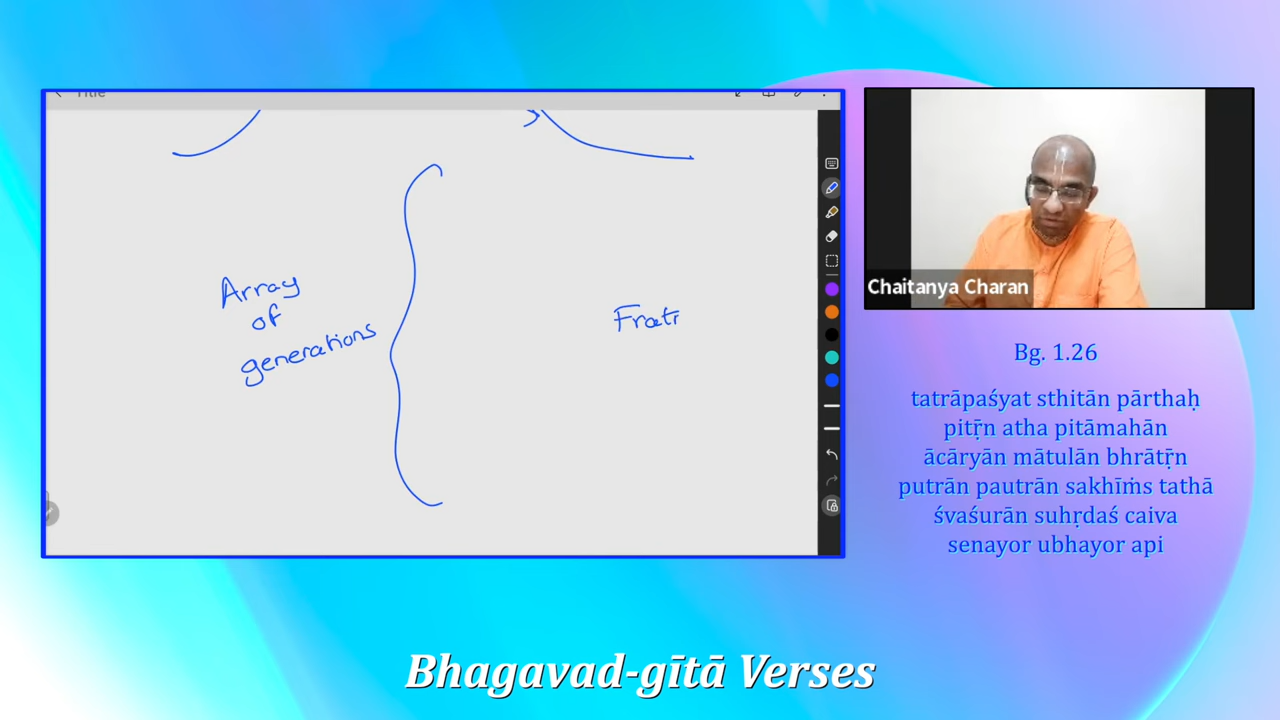 Title
Array
of
generations
Frati
Chaitanya Charan
Bg. 1.26
tatrāpaśyat sthitān pārthaḥ
pitṝn atha pitāmahān
ācāryān mātulān bhrātṝn
putrān pautrān sakhīṁs tathā
śvaśurān suhṛdaś caiva
senayor ubhayor api
Bhagavad-gītā Verses